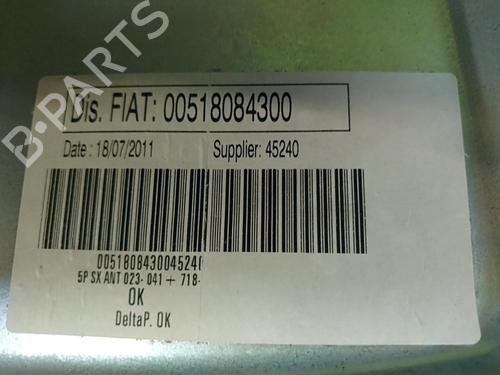 B-PARTS
Dis. FIAT: 00518084300
Date : 18/07/2011 Supplier: 45240
0051808430045240
5P SX ANT 023- 041 + 718-
OK
DeltaP. OK